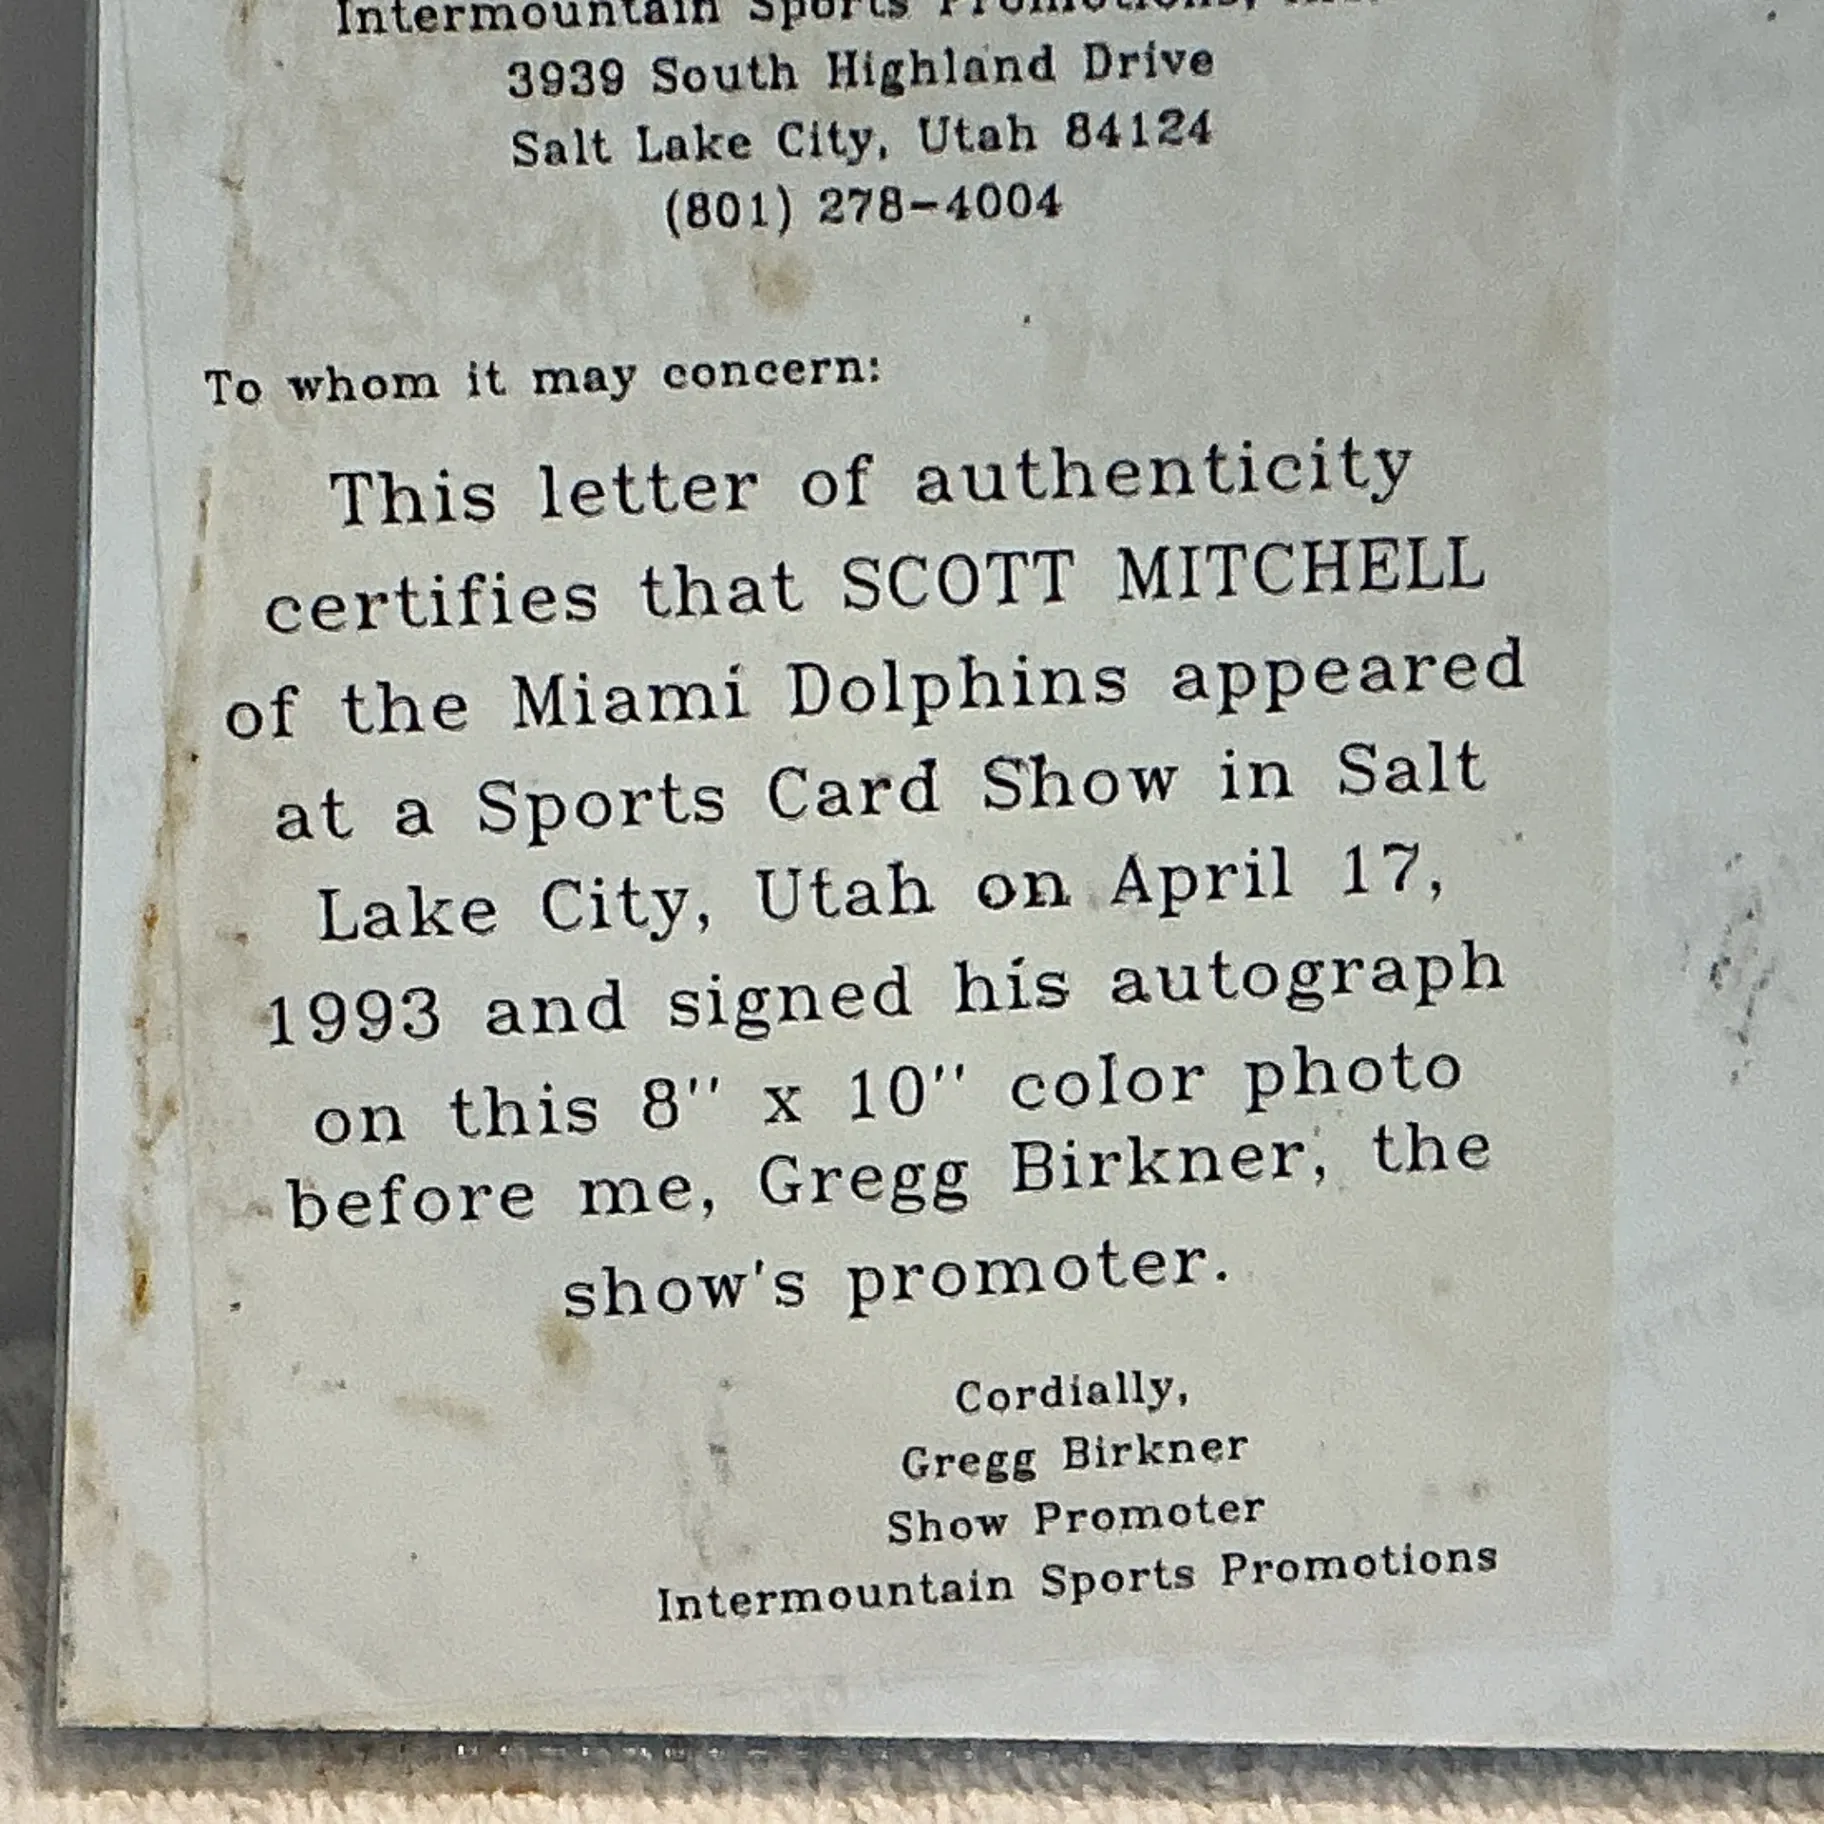 Intermountain Sports Promotions,
3939 South Highland Drive
Salt Lake City, Utah 84124
(801) 278-4004
To whom it may concern:
This letter of authenticity
certifies that SCOTT MITCHELL
of the Miami Dolphins appeared
at a Sports Card Show in Salt
Lake City, Utah on April 17,
1993 and signed his autograph
on this 8" x 10" color photo
before me, Gregg Birkner, the
show's promoter.
Cordially,
Gregg Birkner
Show Promoter
Intermountain Sports Promotions